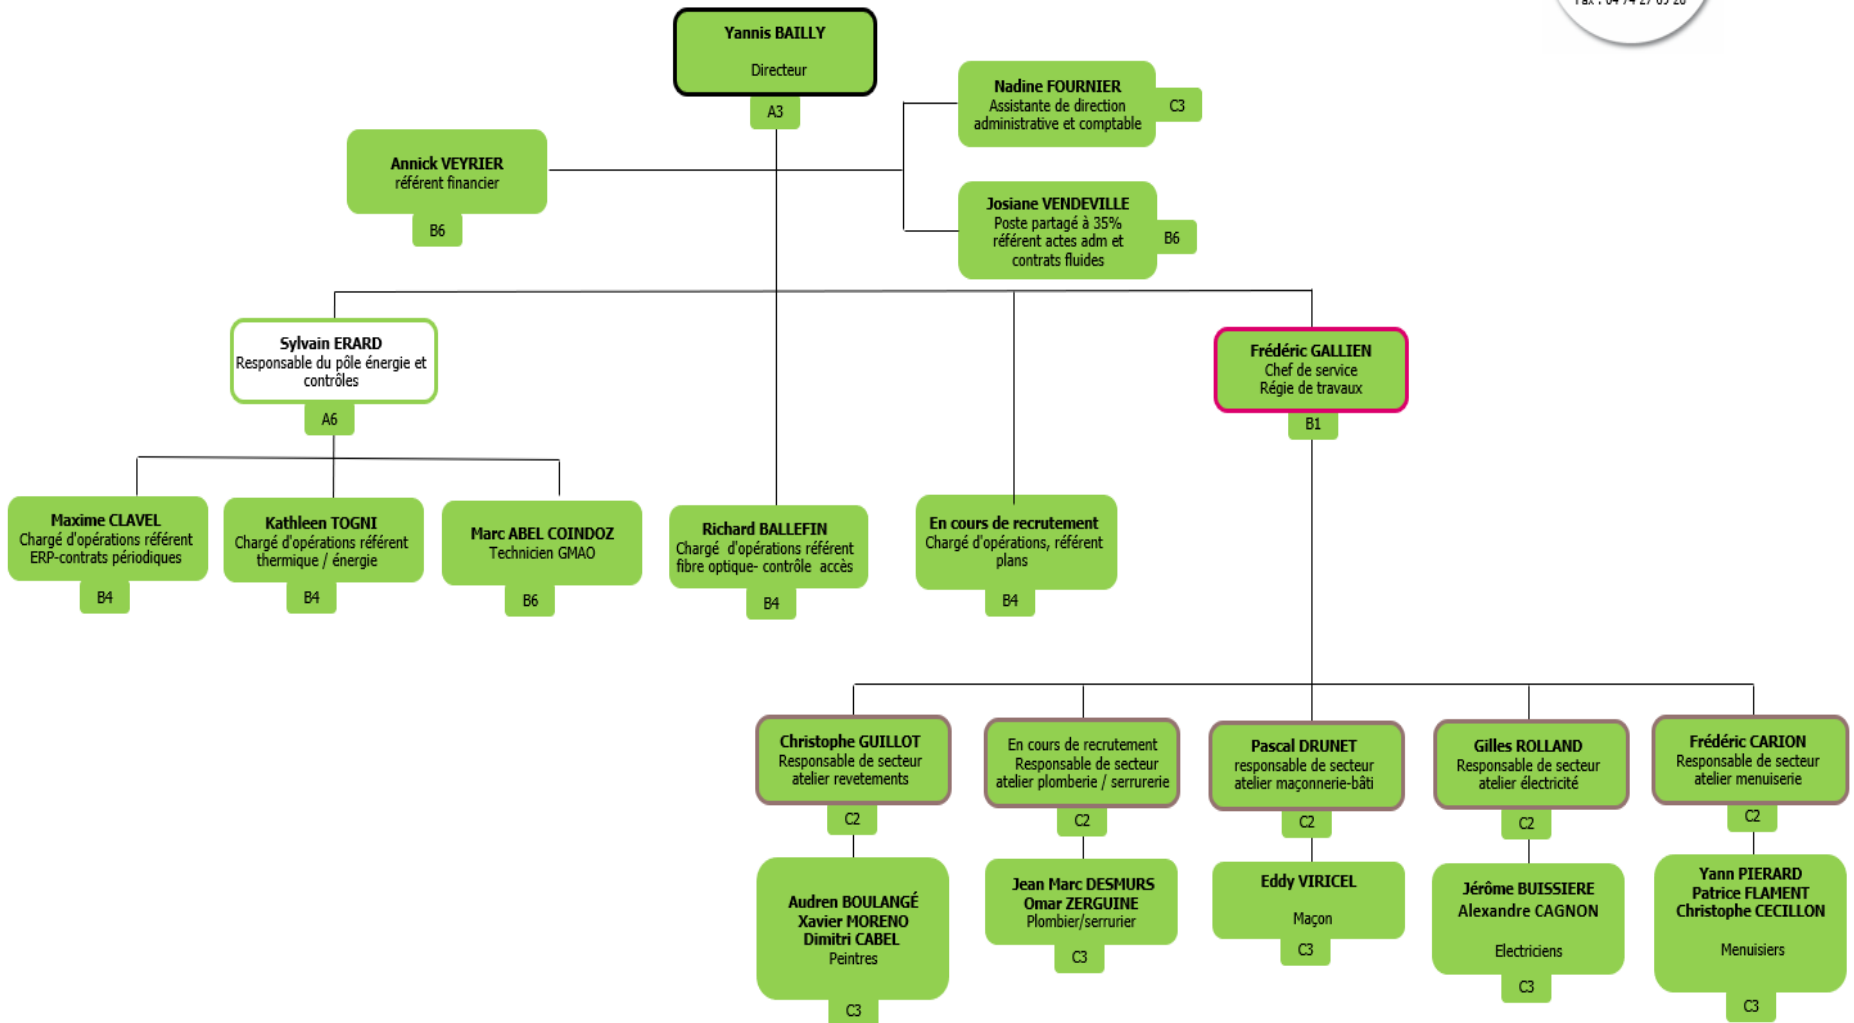 Fax : 04 74 27 69 20
Yannis BAILLY
Directeur
A3
Nadine FOURNIER
Assistante de direction
administrative et comptable
C3
Annick VEYRIER
référent financier
B6
Josiane VENDEVILLE
Poste partagé à 35%
référent actes adm et
contrats fluides
B6
Sylvain ERARD
Responsable du pôle énergie et
contrôles
A6
Frédéric GALLIEN
Chef de service
Régie de travaux
B1
Maxime CLAVEL
Chargé d'opérations référent
ERP-contrats périodiques
B4
Kathleen TOGNI
Chargé d'opérations référent
thermique / énergie
B4
Marc ABEL COINDOZ
Technicien GMAO
B6
Richard BALLEFIN
Chargé d'opérations référent
fibre optique- contrôle accès
B4
En cours de recrutement
Chargé d'opérations, référent
plans
B4
Christophe GUILLOT
Responsable de secteur
atelier revetements
C2
En cours de recrutement
Responsable de secteur
atelier plomberie / serrurerie
C2
Pascal DRUNET
responsable de secteur
atelier maçonnerie-bâti
C2
Gilles ROLLAND
Responsable de secteur
atelier électricité
C2
Frédéric CARION
Responsable de secteur
atelier menuiserie
C2
Audren BOULANGÉ
Xavier MORENO
Dimitri CABEL
Peintres
C3
Jean Marc DESMURS
Omar ZERGUINE
Plombier/serrurier
C3
Eddy VIRICEL
Maçon
C3
Jérôme BUISSIERE
Alexandre CAGNON
Electriciens
C3
Yann PIERARD
Patrice FLAMENT
Christophe CECILLON
Menuisiers
C3